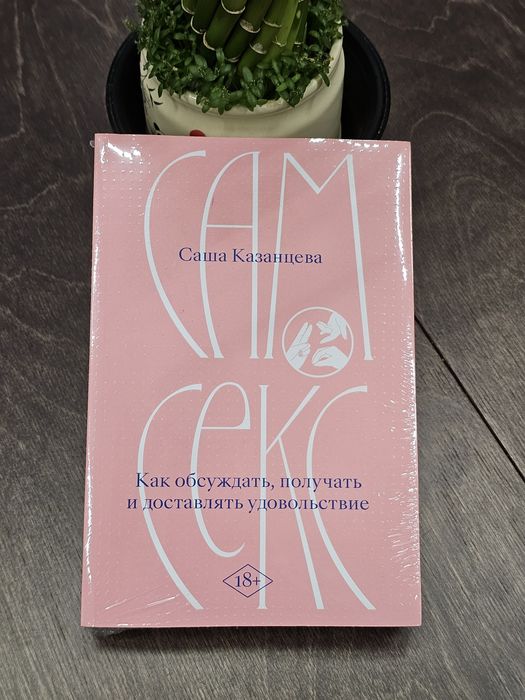 САМ
Саша Казанцева
СЕКС
Как обсуждать, получать
и доставлять удовольствие
18+